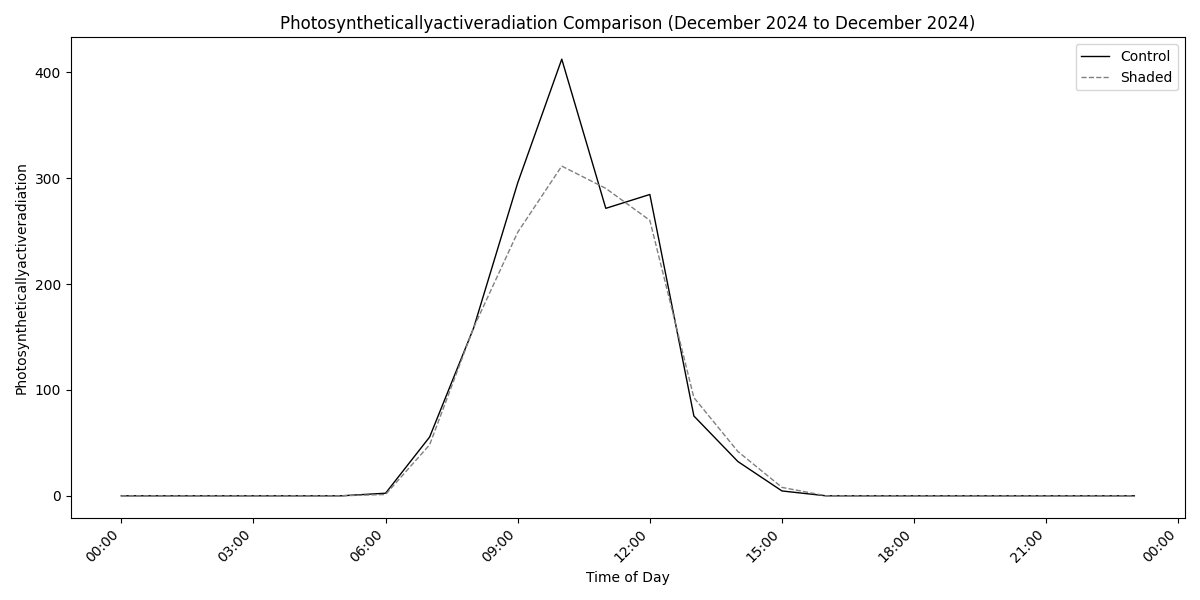 Photosyntheticallyactiveradiation Comparison (December 2024 to December 2024)
Control
Shaded
Photosyntheticallyactiveradiation
400
300
200
100
0
00:00
03:00
06:00
09:00
12:00
15:00
18:00
21:00
00:00
Time of Day